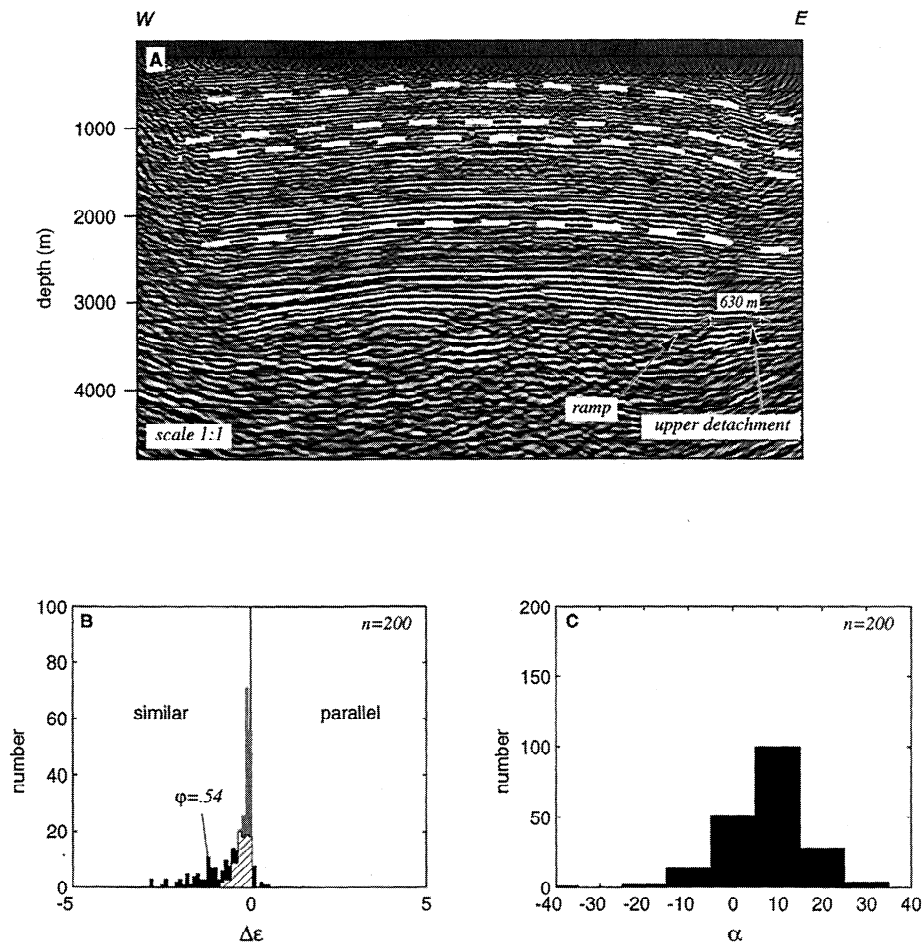 W E
A
1000
2000
3000
4000
depth (m)
630 m
ramp
upper detachment
scale 1:1
B
n=200
100
80
60
40
20
0
number
similar parallel
φ=.54
-5 0 5
Δε
C
n=200
200
150
100
50
0
number
-40 -30 -20 -10 0 10 20 30 40
α